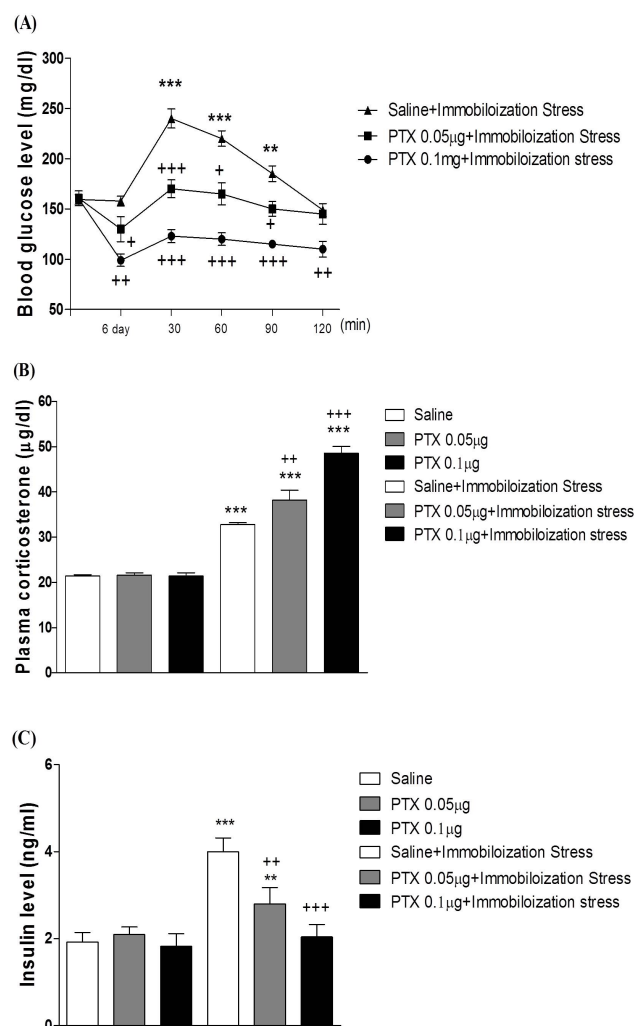 (A)
Blood glucose level (mg/dl)
300
250
200
150
100
50
***
***
**
+++
+
+
+
++
+++
+++
+++
++
6 day
30
60
90
120
(min)
Saline+Immobiloization Stress
PTX 0.05μg+Immobiloization Stress
PTX 0.1mg+Immobiloization stress
(B)
Plasma corticosterone (μg/dl)
60
50
40
30
20
10
0
***
++
***
+++
***
Saline
PTX 0.05μg
PTX 0.1μg
Saline+Immobiloization Stress
PTX 0.05μg+Immobiloization stress
PTX 0.1μg+Immobiloization stress
(C)
Insulin level (ng/ml)
6
4
2
0
***
++
**
+++
Saline
PTX 0.05μg
PTX 0.1μg
Saline+Immobiloization Stress
PTX 0.05μg+Immobiloization Stress
PTX 0.1μg+Immobiloization stress